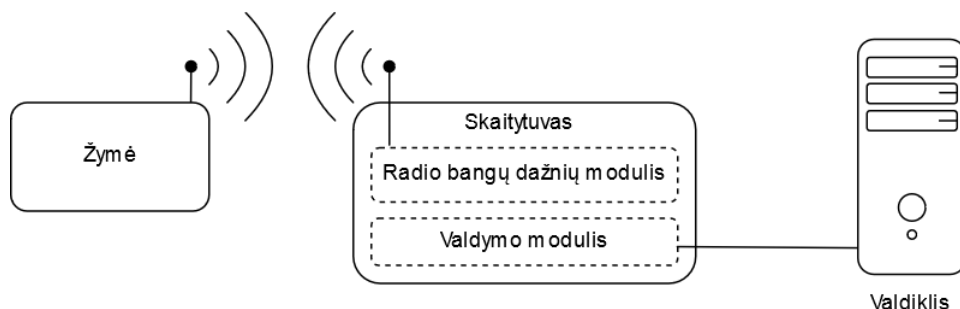 Žymė
Skaitytuvas
Radio bangų dažnių modulis
Valdymo modulis
Valdiklis